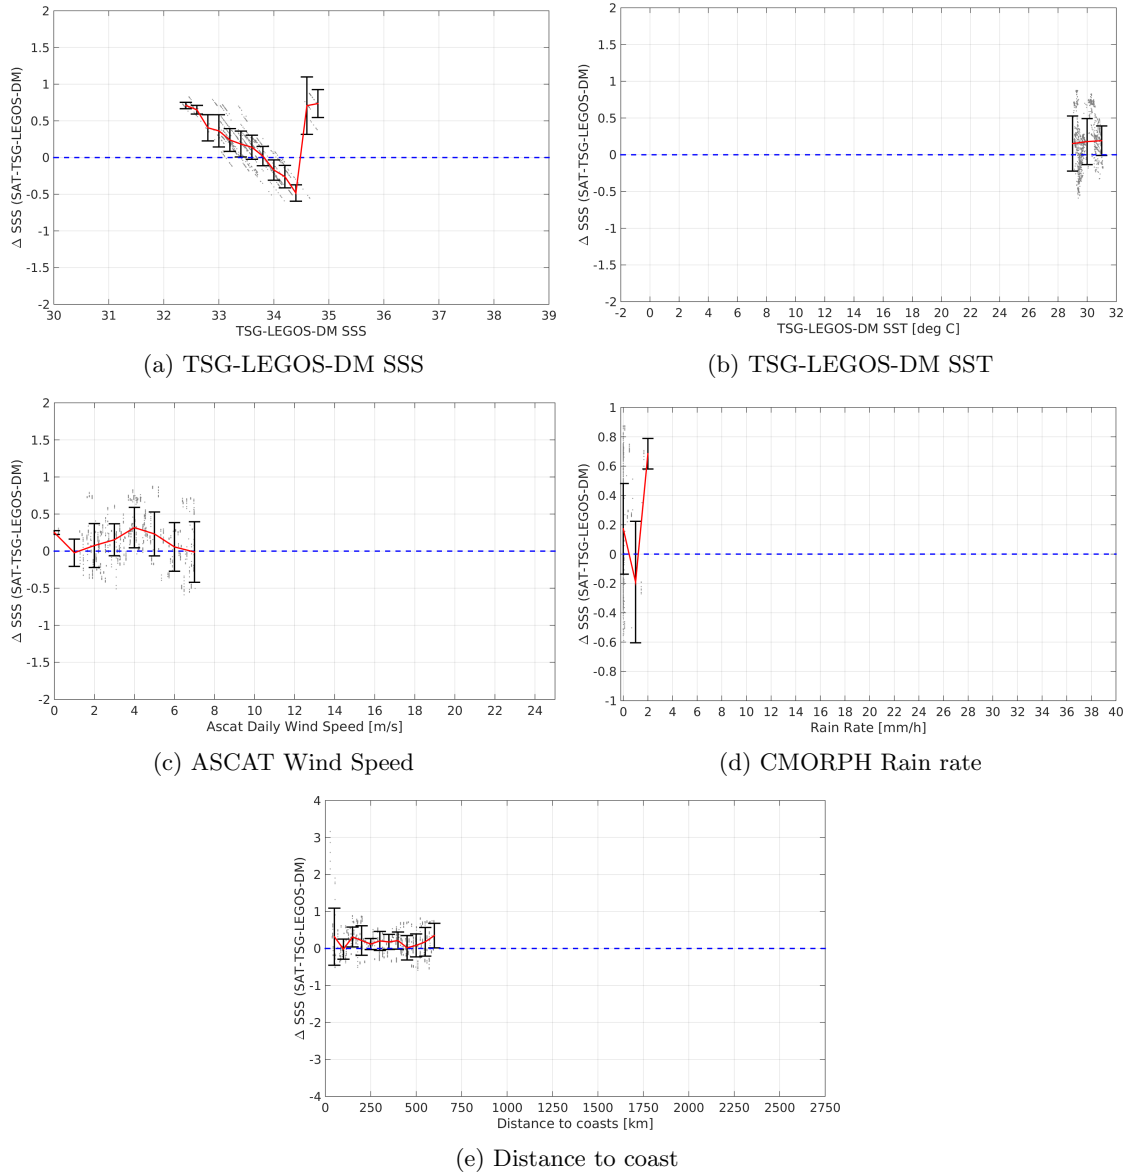 2
1.5
1
0.5
0
-0.5
-1
-1.5
-2
Δ SSS (SAT-TSG-LEGOS-DM)
30 31 32 33 34 35 36 37 38 39
TSG-LEGOS-DM SSS
(a) TSG-LEGOS-DM SSS
2
1.5
1
0.5
0
-0.5
-1
-1.5
-2
Δ SSS (SAT-TSG-LEGOS-DM)
-2 0 2 4 6 8 10 12 14 16 18 20 22 24 26 28 30 32
TSG-LEGOS-DM SST [deg C]
(b) TSG-LEGOS-DM SST
2
1.5
1
0.5
0
-0.5
-1
-1.5
-2
Δ SSS (SAT-TSG-LEGOS-DM)
0 2 4 6 8 10 12 14 16 18 20 22 24
Ascat Daily Wind Speed [m/s]
(c) ASCAT Wind Speed
1
0.8
0.6
0.4
0.2
0
-0.2
-0.4
-0.6
-0.8
-1
Δ SSS (SAT-TSG-LEGOS-DM)
0 2 4 6 8 10 12 14 16 18 20 22 24 26 28 30 32 34 36 38 40
Rain Rate [mm/h]
(d) CMORPH Rain rate
4
3
2
1
0
-1
-2
-3
-4
Δ SSS (SAT-TSG-LEGOS-DM)
0 250 500 750 1000 1250 1500 1750 2000 2250 2500 2750
Distance to coasts [km]
(e) Distance to coast